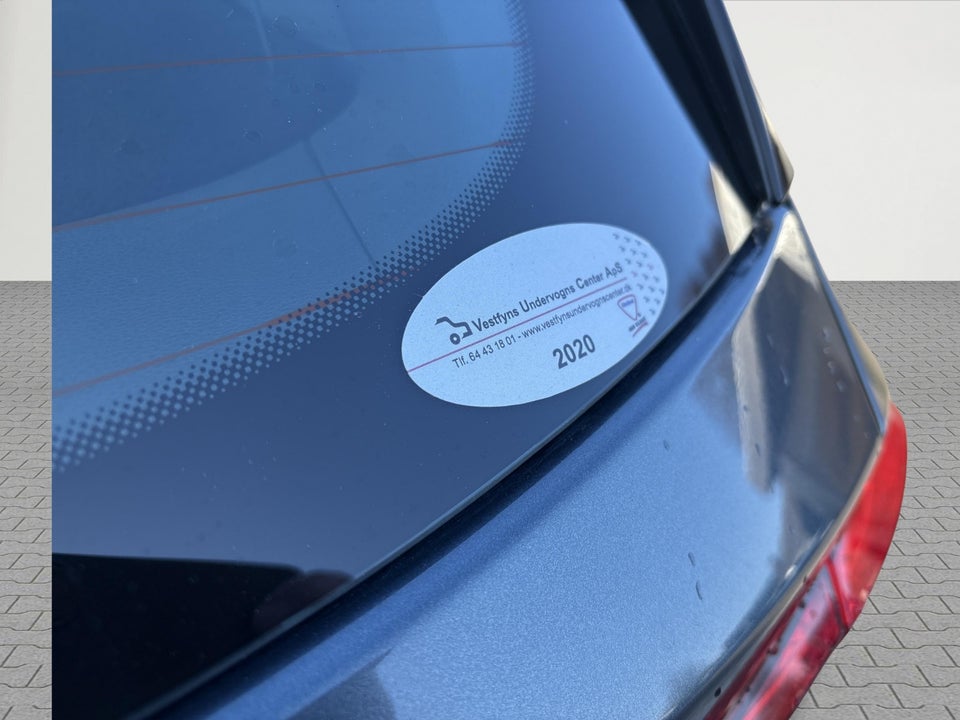 Vestfyns Undervogns Center ApS
Tlf. 64 43 18 01 - www.vestfynsundervognscenter.dk
2020